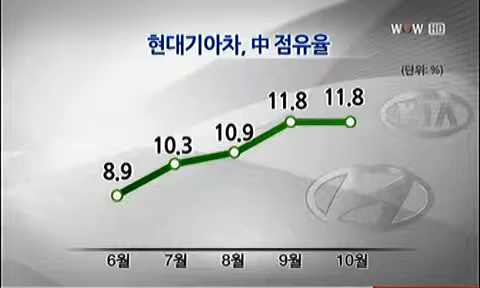 WOW HD
현대기아차, 中 점유율
(단위: %)
8.9
10.3
10.9
11.8
11.8
KIA
6월
7월
8월
9월
10월